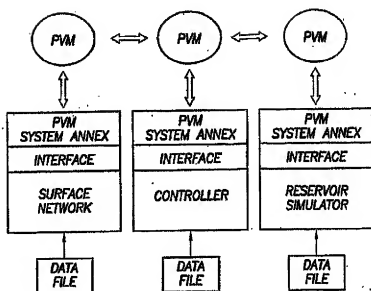 PVM PVM PVM
PVM
SYSTEM ANNEX
INTERFACE
SURFACE
NETWORK
DATA
FILE
PVM
SYSTEM ANNEX
INTERFACE
CONTROLLER
DATA
FILE
PVM
SYSTEM ANNEX
INTERFACE
RESERVOIR
SIMULATOR
DATA
FILE